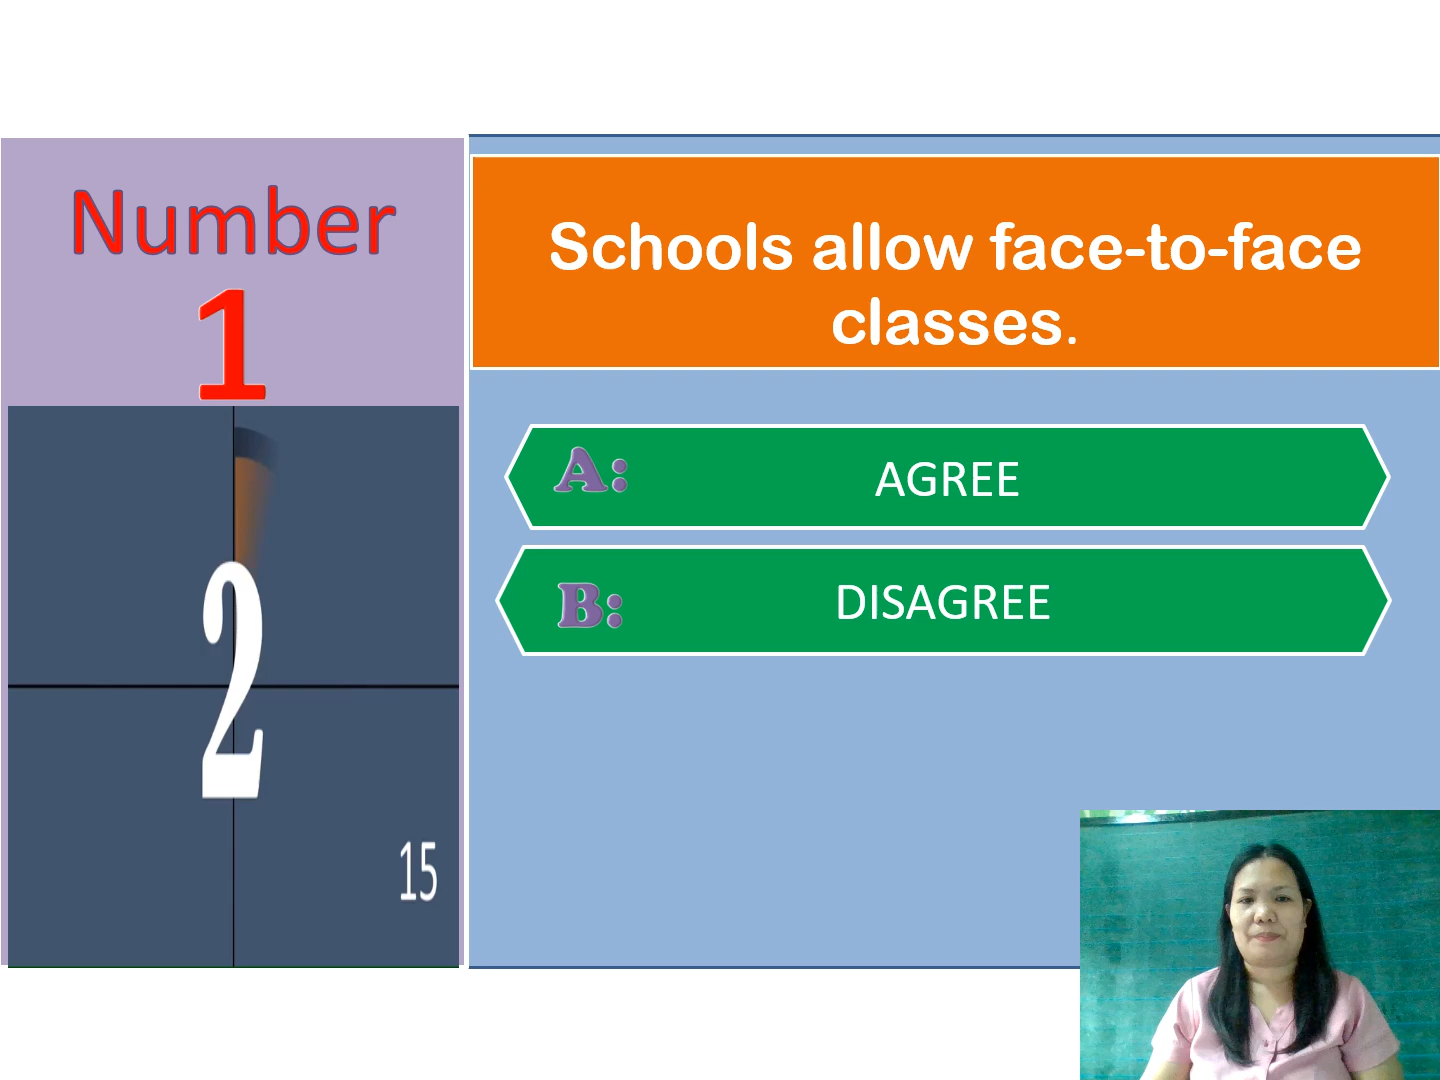 Number
1
2
15
Schools allow face-to-face
classes.
A: AGREE
B: DISAGREE